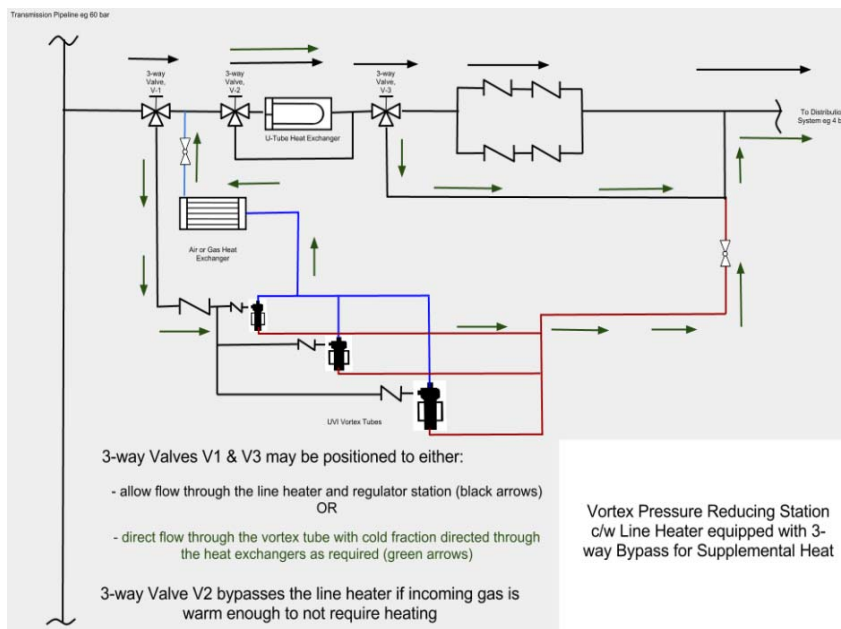 Transmission Pipeline eg 60 bar
3-way
Valve,
V-1
3-way
Valve,
V-2
3-way
Valve,
V-3
U-Tube Heat Exchanger
To Distributio
System eg 4 b
Air or Gas Heat
Exchanger
UVI Vortex Tubes
3-way Valves V1 & V3 may be positioned to either:
- allow flow through the line heater and regulator station (black arrows)
OR
- direct flow through the vortex tube with cold fraction directed through
the heat exchangers as required (green arrows)
3-way Valve V2 bypasses the line heater if incoming gas is
warm enough to not require heating
Vortex Pressure Reducing Station
c/w Line Heater equipped with 3-
way Bypass for Supplemental Heat